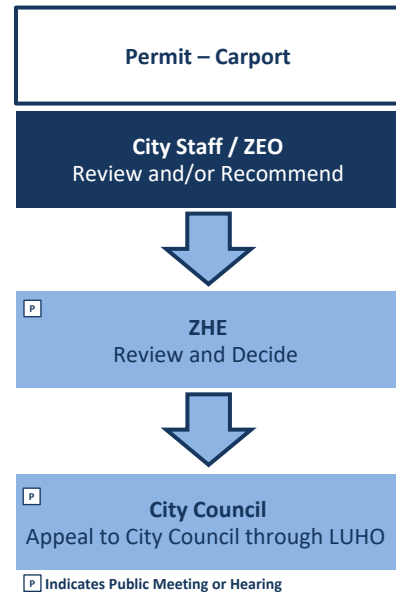 Permit – Carport
City Staff / ZEO
Review and/or Recommend
P
ZHE
Review and Decide
P
City Council
Appeal to City Council through LUHO
P Indicates Public Meeting or Hearing